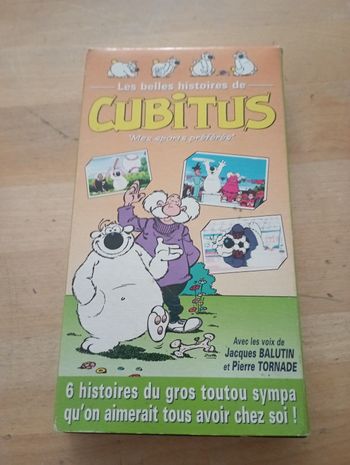 Les belles histoires de
CUBITUS
"Mes sports préférés"
Avec les voix de
Jacques BALUTIN
et Pierre TORNADE
6 histoires du gros toutou sympa
qu'on aimerait tous avoir chez soi !